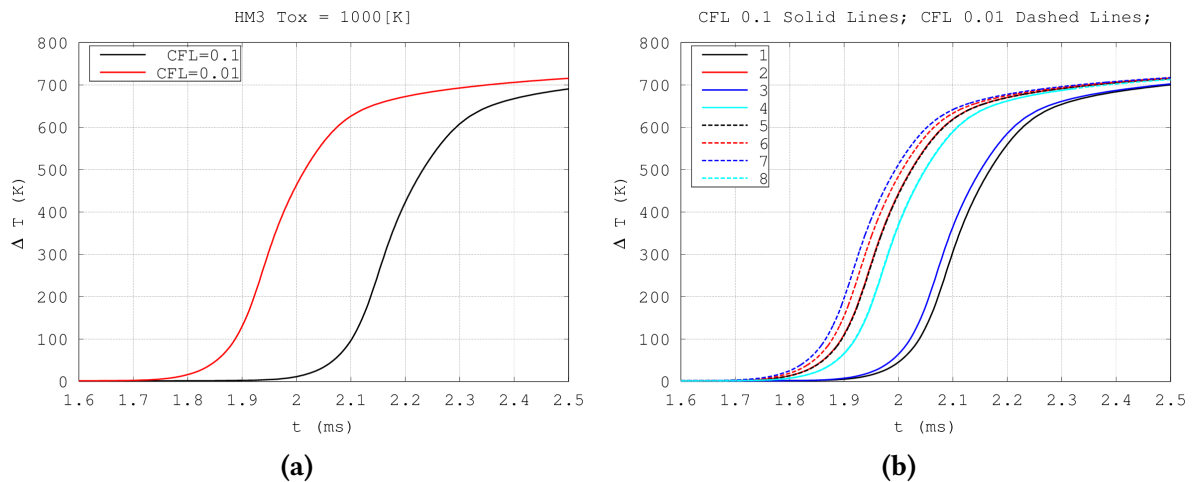 HM3 Tox = 1000[K]
CFL=0.1
CFL=0.01
800
700
600
500
400
300
200
100
0
Δ T (K)
1.6 1.7 1.8 1.9 2 2.1 2.2 2.3 2.4 2.5
t (ms)
(a)
CFL 0.1 Solid Lines; CFL 0.01 Dashed Lines;
1
2
3
4
5
6
7
8
800
700
600
500
400
300
200
100
0
Δ T (K)
1.6 1.7 1.8 1.9 2 2.1 2.2 2.3 2.4 2.5
t (ms)
(b)